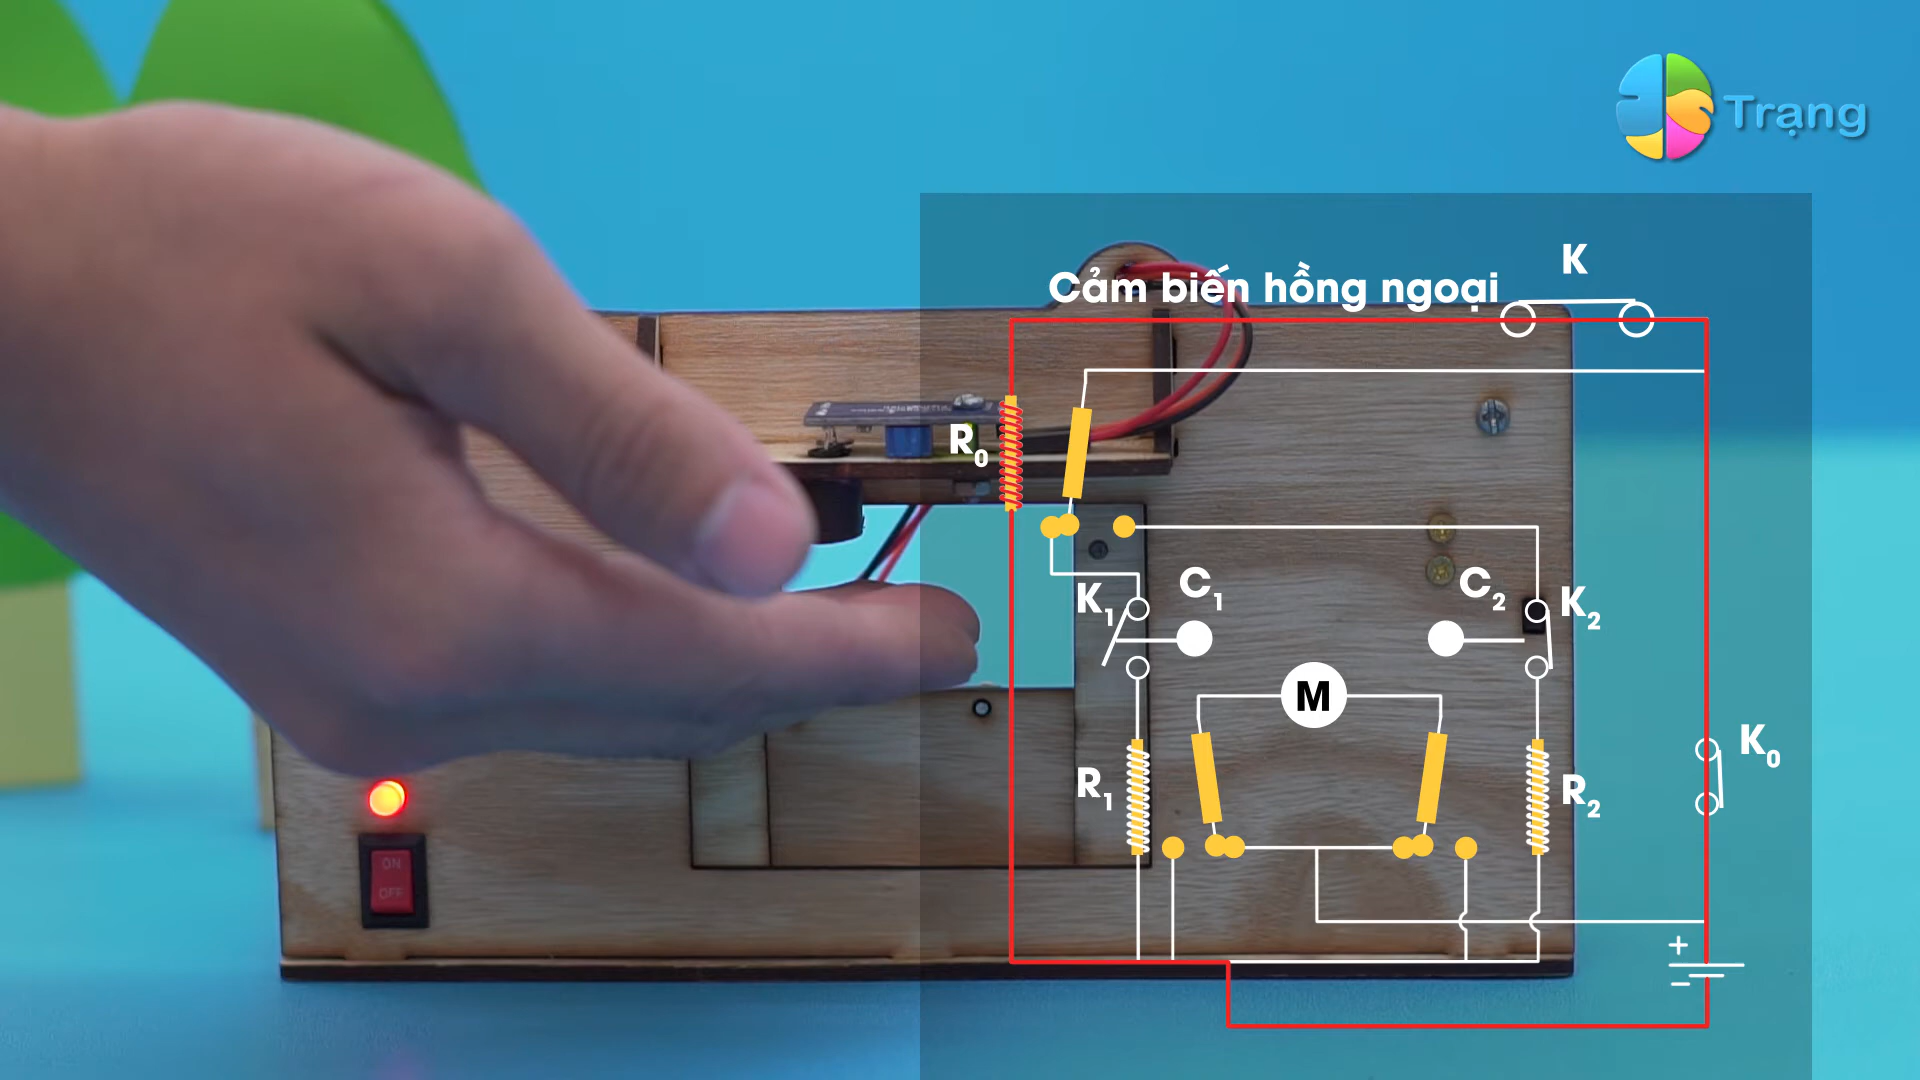 Trạng
K
Cảm biến hồng ngoại
R0
K1
C1
C2
K2
M
K0
R1
R2
ON
OFF
+
−